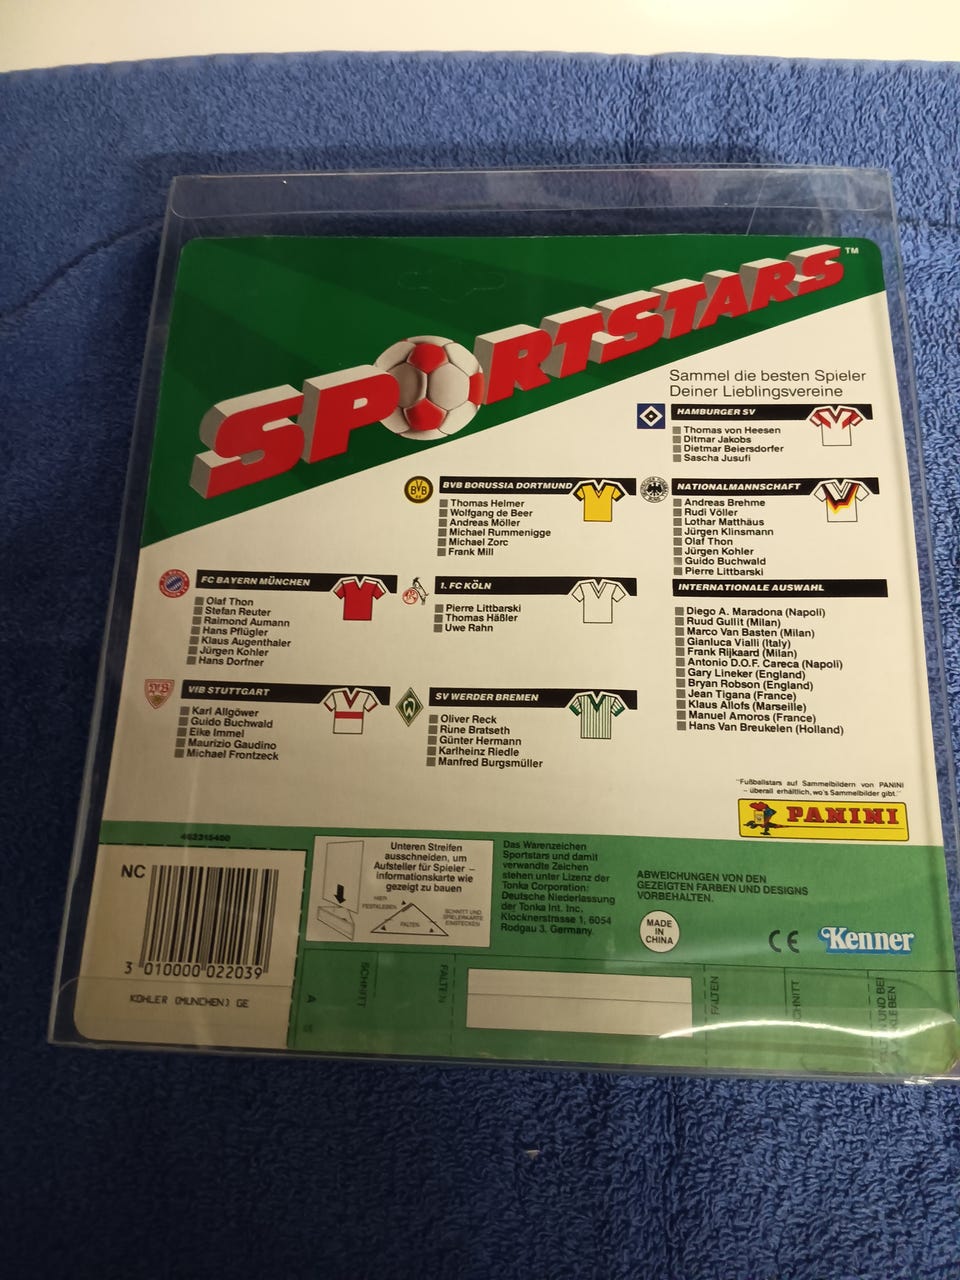 SPORTSTARS™
Sammel die besten Spieler
Deiner Lieblingsvereine
HAMBURGER SV
Thomas von Heesen
Ditmar Jakobs
Dietmar Beiersdorfer
Sascha Jusufi
BVB BORUSSIA DORTMUND
Thomas Helmer
Wolfgang de Beer
Andreas Möller
Michael Rummenigge
Michael Zorc
Frank Mill
NATIONALMANNSCHAFT
Andreas Brehme
Rudi Völler
Lothar Matthäus
Jürgen Klinsmann
Olaf Thon
Jürgen Kohler
Guido Buchwald
Pierre Littbarski
FC BAYERN MÜNCHEN
Olaf Thon
Stefan Reuter
Raimond Aumann
Hans Pflügler
Klaus Augenthaler
Jürgen Kohler
Hans Dorfner
1. FC KÖLN
Pierre Littbarski
Thomas Häßler
Uwe Rahn
INTERNATIONALE AUSWAHL
Diego A. Maradona (Napoli)
Ruud Gullit (Milan)
Marco Van Basten (Milan)
Gianluca Vialli (Italy)
Frank Rijkaard (Milan)
Antonio D.O.F. Careca (Napoli)
Gary Lineker (England)
Bryan Robson (England)
Jean Tigana (France)
Klaus Allofs (Marseille)
Manuel Amoros (France)
Hans Van Breukelen (Holland)
VfB STUTTGART
Karl Allgöwer
Guido Buchwald
Eike Immel
Maurizio Gaudino
Michael Frontzeck
SV WERDER BREMEN
Oliver Reck
Rune Bratseth
Günter Hermann
Karlheinz Riedle
Manfred Burgsmüller
"Fußballstars auf Sammelbildern von PANINI
– überall erhältlich, wo's Sammelbilder gibt."
PANINI
462315400
NC
3 010000 022039
KOHLER (MUNCHEN) GE
Unteren Streifen
ausschneiden, um
Aufsteller für Spieler –
informationskarte wie
gezeigt zu bauen
HIER
FESTKLEBEN
FALTEN
SCHNITT UND
SPIELERKARTE
EINSTECKEN
Das Warenzeichen
Sportstars und damit
verwandte Zeichen
stehen unter Lizenz der
Tonka Corporation:
Deutsche Niederlassung
der Tonka Int. Inc.
Klocknerstrasse 1, 6054
Rodgau 3, Germany.
ABWEICHUNGEN VON DEN
GEZEIGTEN FARBEN UND DESIGNS
VORBEHALTEN.
MADE
IN
CHINA
CE
Kenner
A
SCHNITT
FALTEN
FALTEN